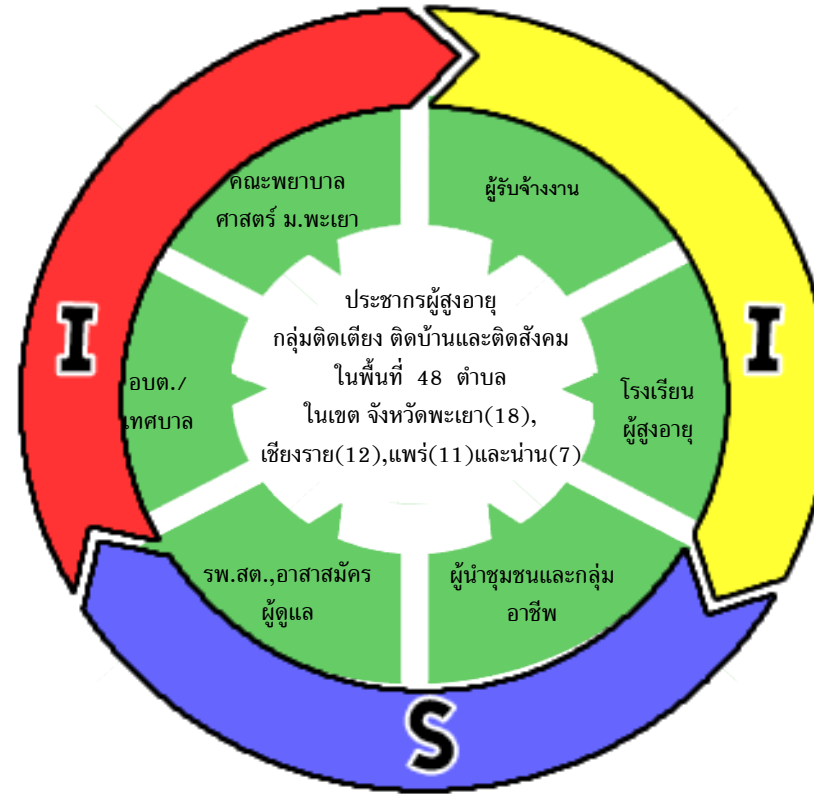 คณะพยาบาล
ศาสตร์ ม.พะเยา
ผู้รับจ้างงาน
I
I
ประชากรผู้สูงอายุ
กลุ่มติดเตียง ติดบ้านและติดสังคม
ในพื้นที่ 48 ตำบล
ในเขต จังหวัดพะเยา(18),
เชียงราย(12),แพร่(11)และน่าน(7)
อบต./
เทศบาล
โรงเรียน
ผู้สูงอายุ
รพ.สต.,อาสาสมัคร
ผู้ดูแล
ผู้นำชุมชนและกลุ่ม
อาชีพ
S